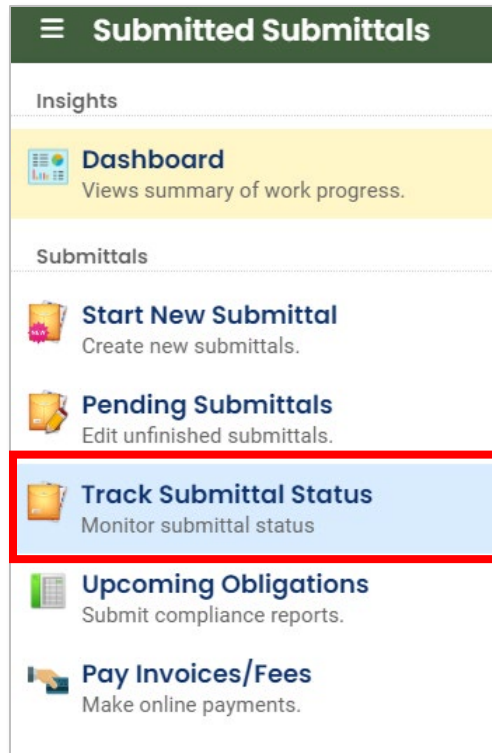 Submitted Submittals
Insights
Dashboard
Views summary of work progress.
Submittals
Start New Submittal
NEW
Create new submittals.
Pending Submittals
Edit unfinished submittals.
Track Submittal Status
Monitor submittal status
Upcoming Obligations
Submit compliance reports.
Pay Invoices/Fees
Make online payments.